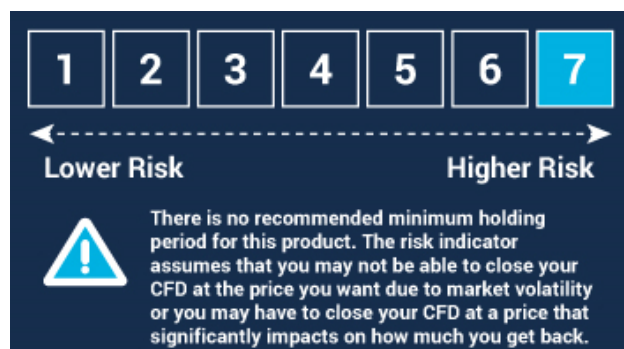 1 2 3 4 5 6 7
Lower Risk Higher Risk
There is no recommended minimum holding
period for this product. The risk indicator
assumes that you may not be able to close your
CFD at the price you want due to market volatility
or you may have to close your CFD at a price that
significantly impacts on how much you get back.